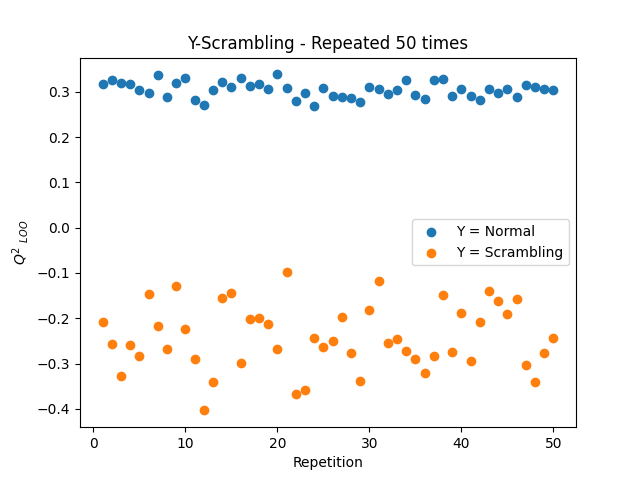 Y-Scrambling - Repeated 50 times
0.3
0.2
0.1
0.0
−0.1
−0.2
−0.3
−0.4
Q² LOO
Y = Normal
Y = Scrambling
0
10
20
30
40
50
Repetition